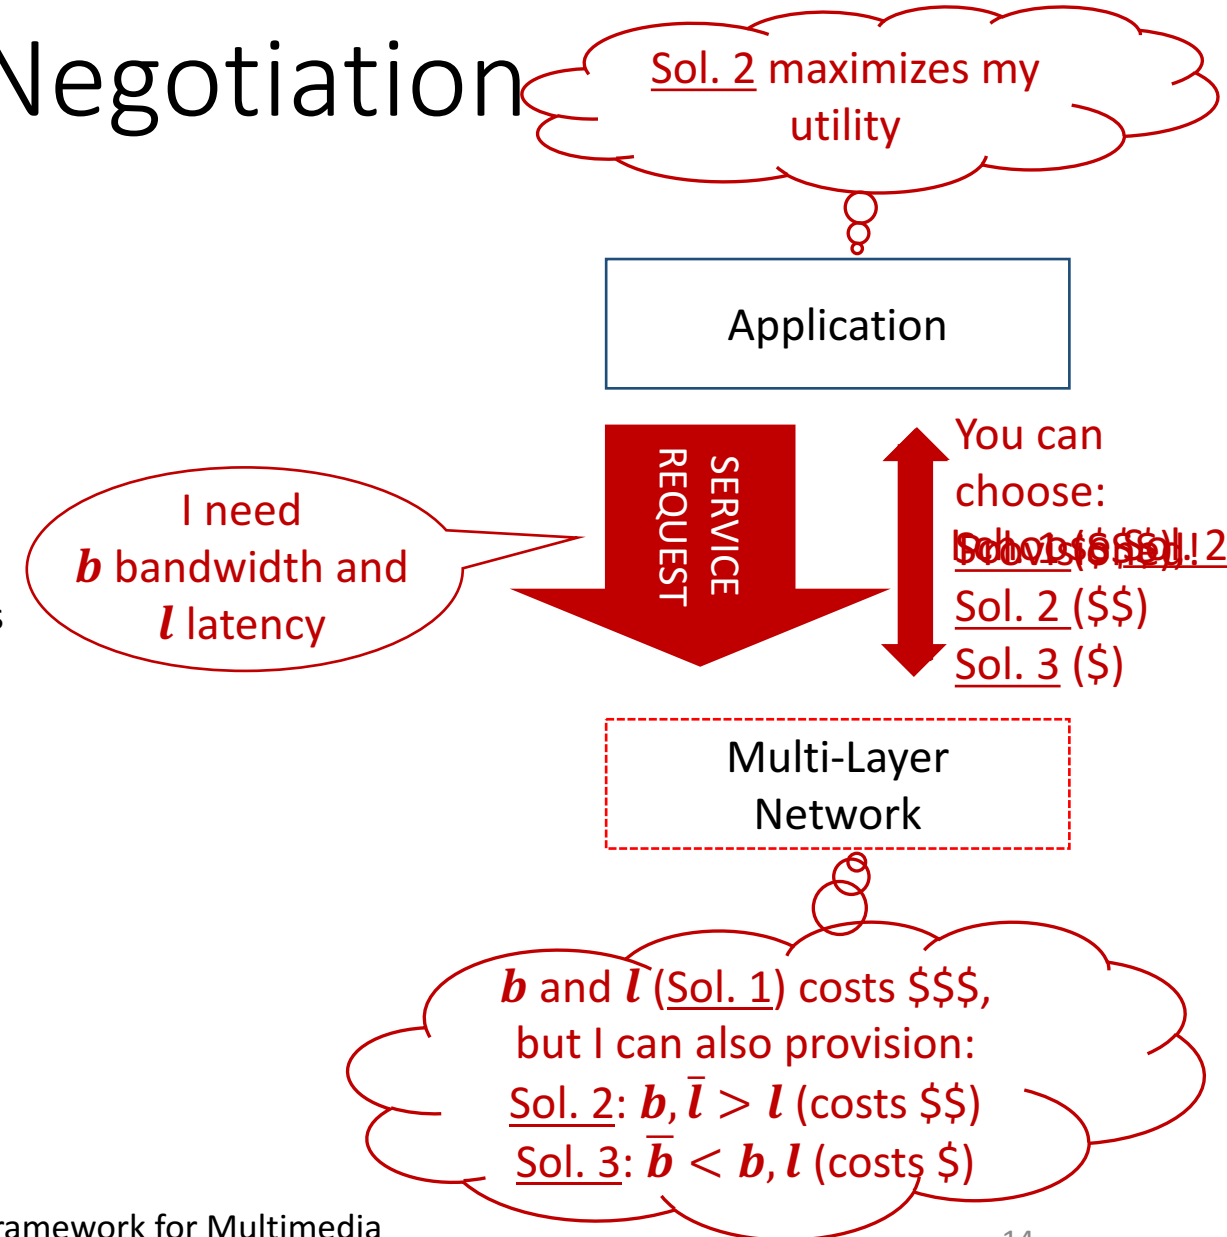 Negotiation
Sol. 2 maximizes my
utility
Application
SERVICE
REQUEST
I need
b bandwidth and
l latency
s
You can
choose:
Sol. 2 ($$)
Sol. 3 ($)
Multi-Layer
Network
b and l (Sol. 1) costs $$$,
but I can also provision:
Sol. 2: b, l̅ > l (costs $$)
Sol. 3: b̅ < b, l (costs $)
ramework for Multimedia
14